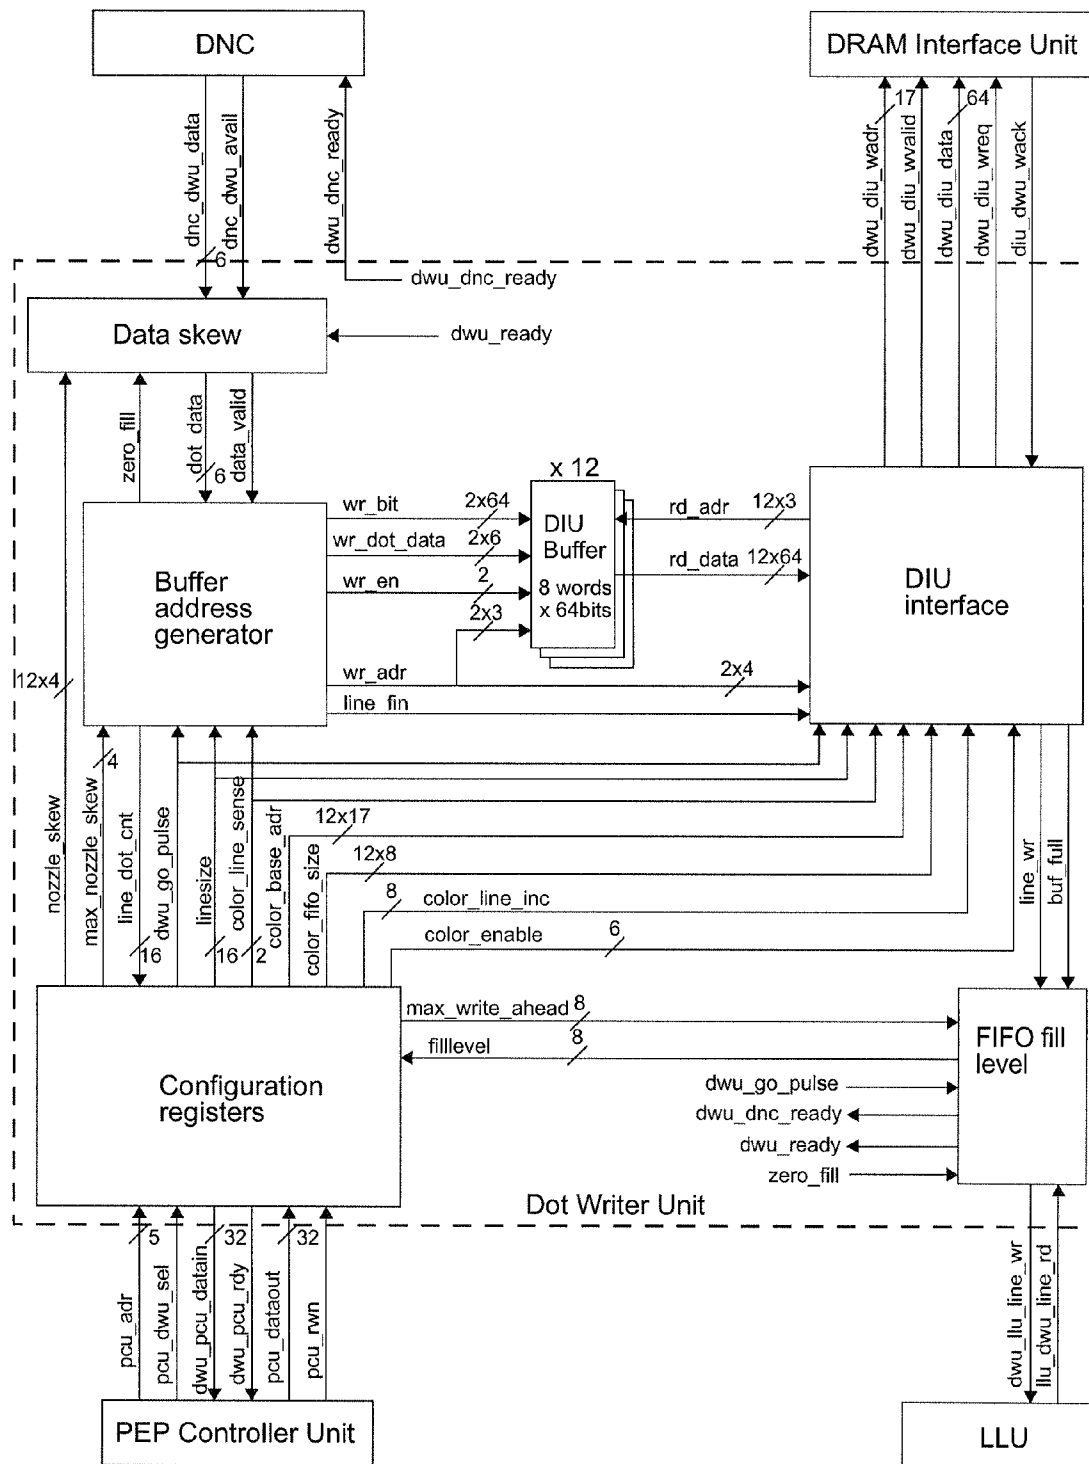 DNC
DRAM Interface Unit
dnc_dwu_data
dnc_dwu_avail
dwu_dnc_ready
6
dwu_diu_wadr
17
dwu_diu_wvalid
dwu_diu_data
64
dwu_diu_wreq
diu_dwu_wack
dwu_dnc_ready
Data skew
dwu_ready
zero_fill
dot_data
6
data_valid
x 12
wr_bit
2x64
DIU
Buffer
8 words
x 64bits
rd_adr
12x3
wr_dot_data
2x6
rd_data
12x64
wr_en
2
2x3
Buffer
address
generator
DIU
interface
wr_adr
2x4
line_fin
12x4
nozzle_skew
4
max_nozzle_skew
line_dot_cnt
16
dwu_go_pulse
linesize
16
color_line_sense
2
color_base_adr
12x17
color_fifo_size
12x8
8
color_line_inc
color_enable
6
line_wr
buf_full
max_write_ahead
8
filllevel
8
FIFO fill
level
Configuration
registers
dwu_go_pulse
dwu_dnc_ready
dwu_ready
zero_fill
Dot Writer Unit
pcu_adr
5
pcu_dwu_sel
dwu_pcu_datain
32
dwu_pcu_rdy
pcu_dataout
32
pcu_rwn
dwu_llu_line_wr
llu_dwu_line_rd
PEP Controller Unit
LLU